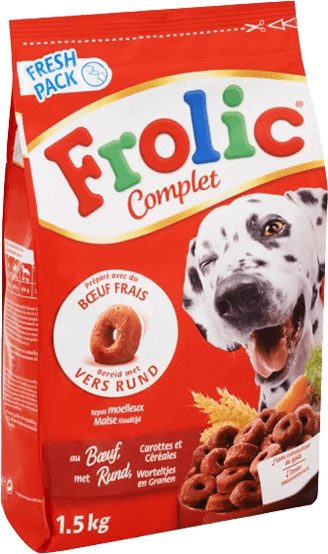 FRESH
PACK
Frolic®
Complet
Préparé avec du
BŒUF FRAIS
Bereid met
VERS RUND
Repas moelleux
Malse Maaltijd
au Bœuf, Carottes et
Céréales
met Rund, Worteltjes
en Granen
1.5 kg